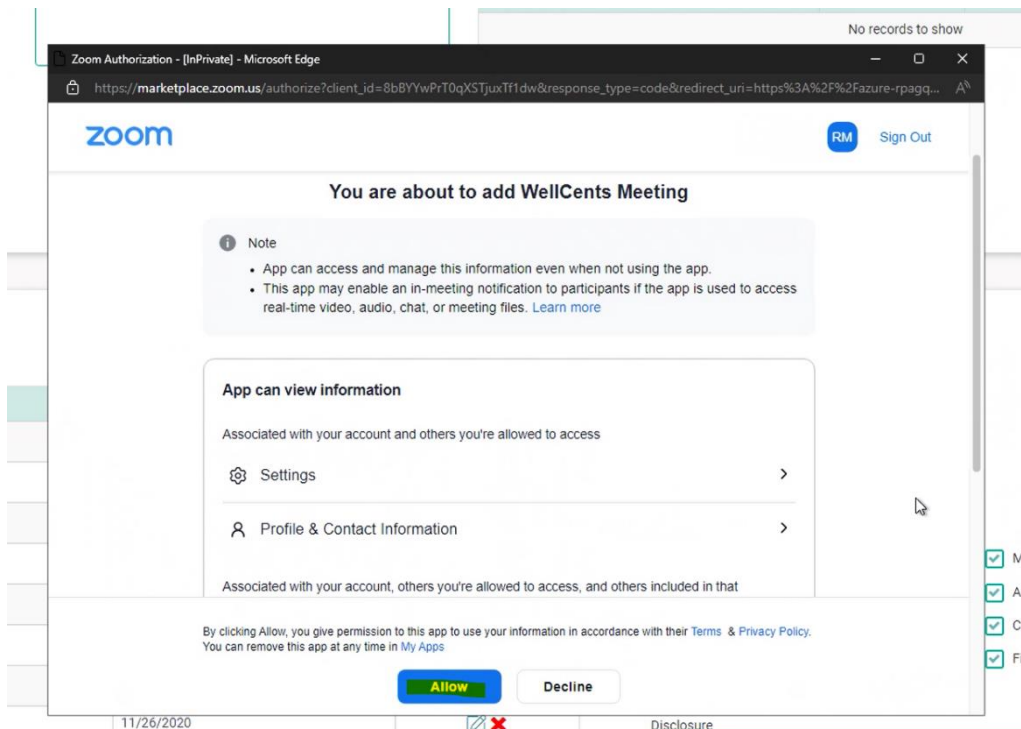 No records to show
Zoom Authorization - [InPrivate] - Microsoft Edge
https://marketplace.zoom.us/authorize?client_id=8bBYYwPrT0qXSTjuxTf1dw&response_type=code&redirect_uri=https%3A%2F%2Fazure-rpagq...
zoom
RM Sign Out
You are about to add WellCents Meeting
Note
• App can access and manage this information even when not using the app.
• This app may enable an in-meeting notification to participants if the app is used to access
real-time video, audio, chat, or meeting files. Learn more
App can view information
Associated with your account and others you're allowed to access
Settings
Profile & Contact Information
M
Associated with your account, others you're allowed to access, and others included in that
A
C
By clicking Allow, you give permission to this app to use your information in accordance with their Terms & Privacy Policy.
You can remove this app at any time in My Apps
Allow Decline
11/26/2020 Disclosure